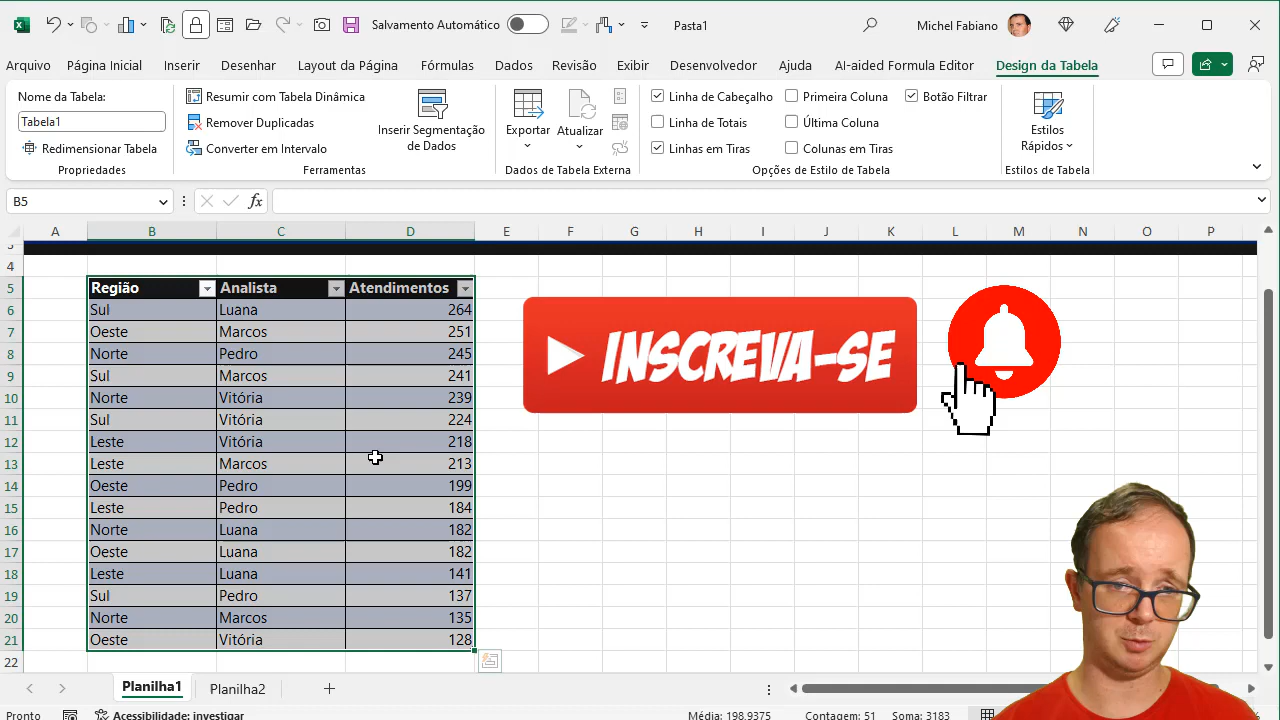 Salvamento Automático
Pasta1
Michel Fabiano
Arquivo Página Inicial Inserir Desenhar Layout da Página Fórmulas Dados Revisão Exibir Desenvolvedor Ajuda AI-aided Formula Editor Design da Tabela
Nome da Tabela:
Tabela1
Redimensionar Tabela
Propriedades
Resumir com Tabela Dinâmica
Remover Duplicadas
Converter em Intervalo
Inserir Segmentação
de Dados
Ferramentas
Exportar
Atualizar
Dados de Tabela Externa
Linha de Cabeçalho
Linha de Totais
Linhas em Tiras
Primeira Coluna
Última Coluna
Colunas em Tiras
Botão Filtrar
Opções de Estilo de Tabela
Estilos
Rápidos
Estilos de Tabela
B5
fx
A B C D E F G H I J K L M N O P
4
5 Região Analista Atendimentos
6 Sul Luana 264
7 Oeste Marcos 251
8 Norte Pedro 245
9 Sul Marcos 241
10 Norte Vitória 239
11 Sul Vitória 224
12 Leste Vitória 218
13 Leste Marcos 213
14 Oeste Pedro 199
15 Leste Pedro 184
16 Norte Luana 182
17 Oeste Luana 182
18 Leste Luana 141
19 Sul Pedro 137
20 Norte Marcos 135
21 Oeste Vitória 128
22
INSCREVA-SE
Planilha1 Planilha2
Pronto Acessibilidade: investigar Média: 198,9375 Contagem: 51 Soma: 3183